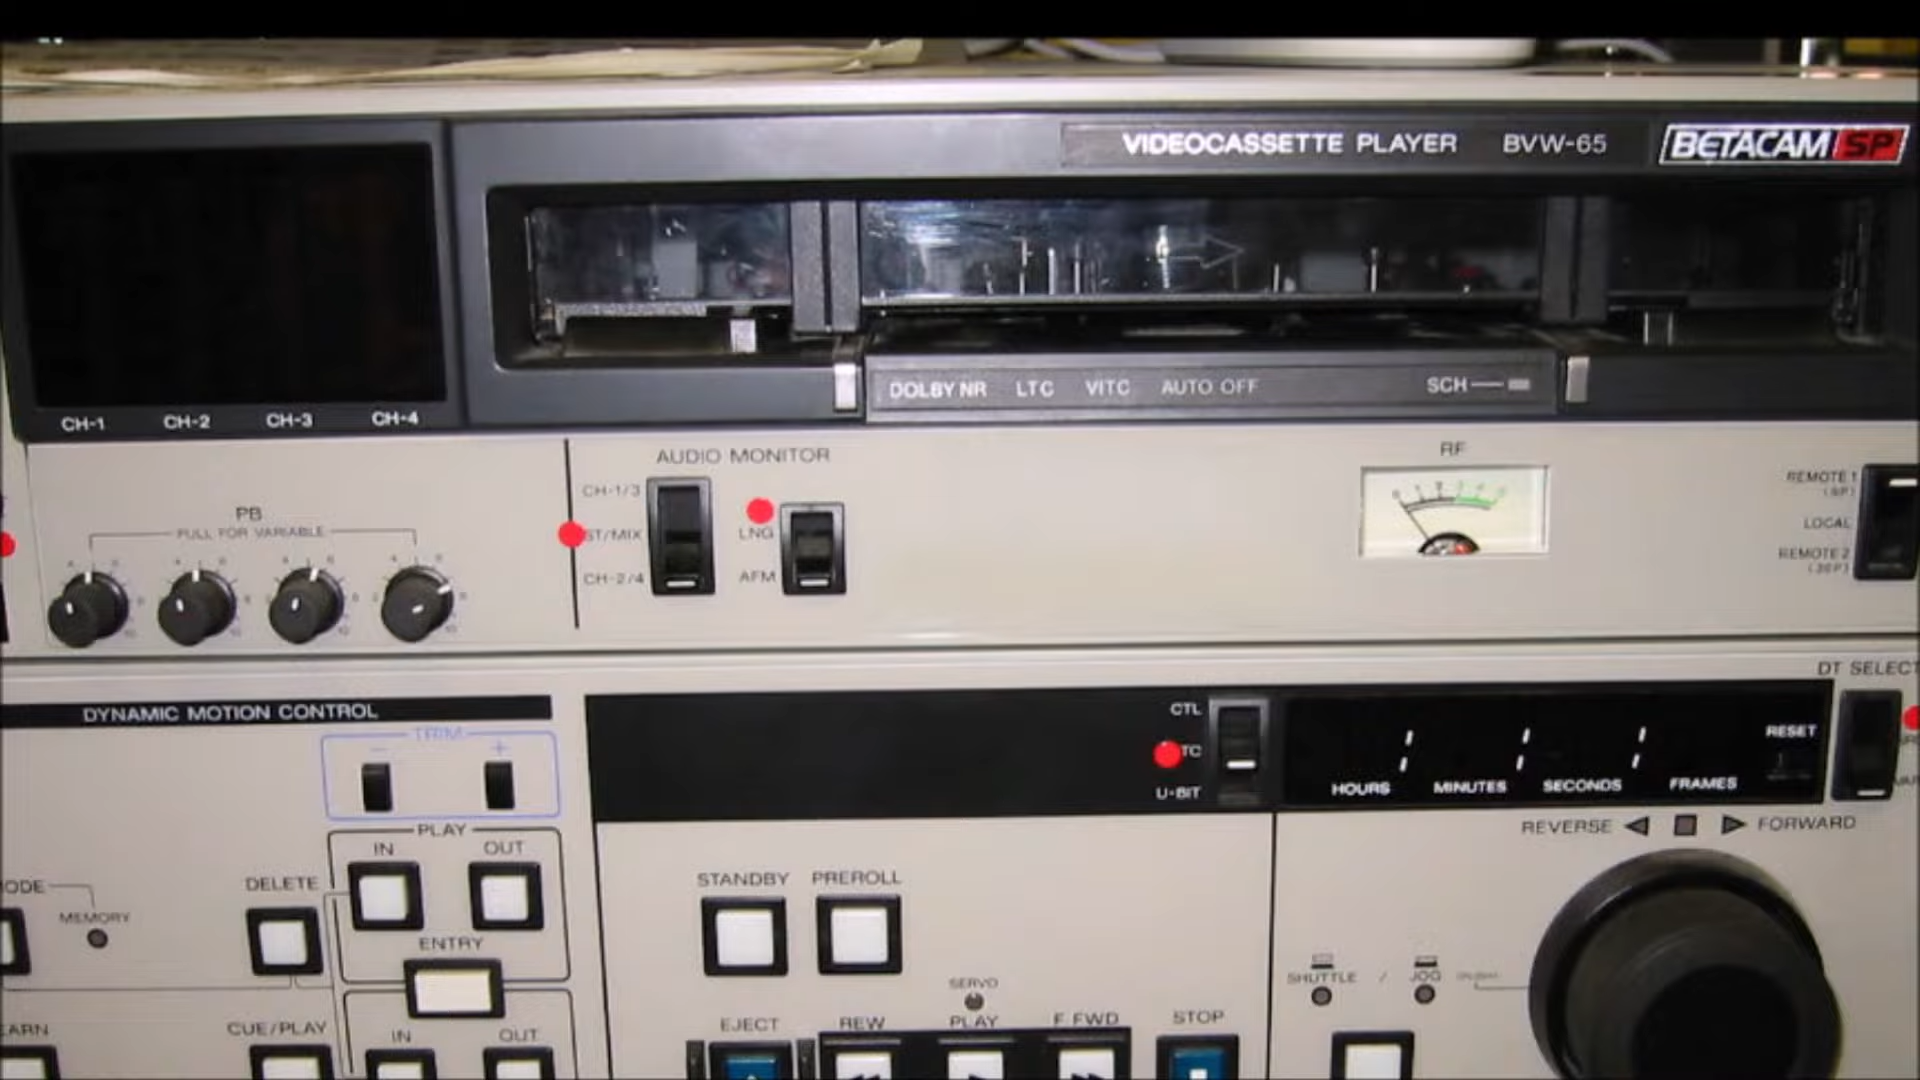 VIDEOCASSETTE PLAYER BVW-65 BETACAM SP
DOLBY NR LTC VITC AUTO OFF SCH
CH-1 CH-2 CH-3 CH-4
AUDIO MONITOR
RF
CH-1/3
ST/MIX
CH-2/4
LNG
AFM
REMOTE 1
(9P)
LOCAL
REMOTE 2
PB
PULL FOR VARIABLE
DT SELECT
DYNAMIC MOTION CONTROL
TRIM
- +
CTL
TC
U-BIT
HOURS MINUTES SECONDS FRAMES
RESET
REVERSE FORWARD
PLAY
IN OUT
DELETE
MEMORY
ENTRY
STANDBY PREROLL
SERVO
SHUTTLE / JOG
CUE/PLAY
IN OUT
EJECT REW PLAY F FWD STOP